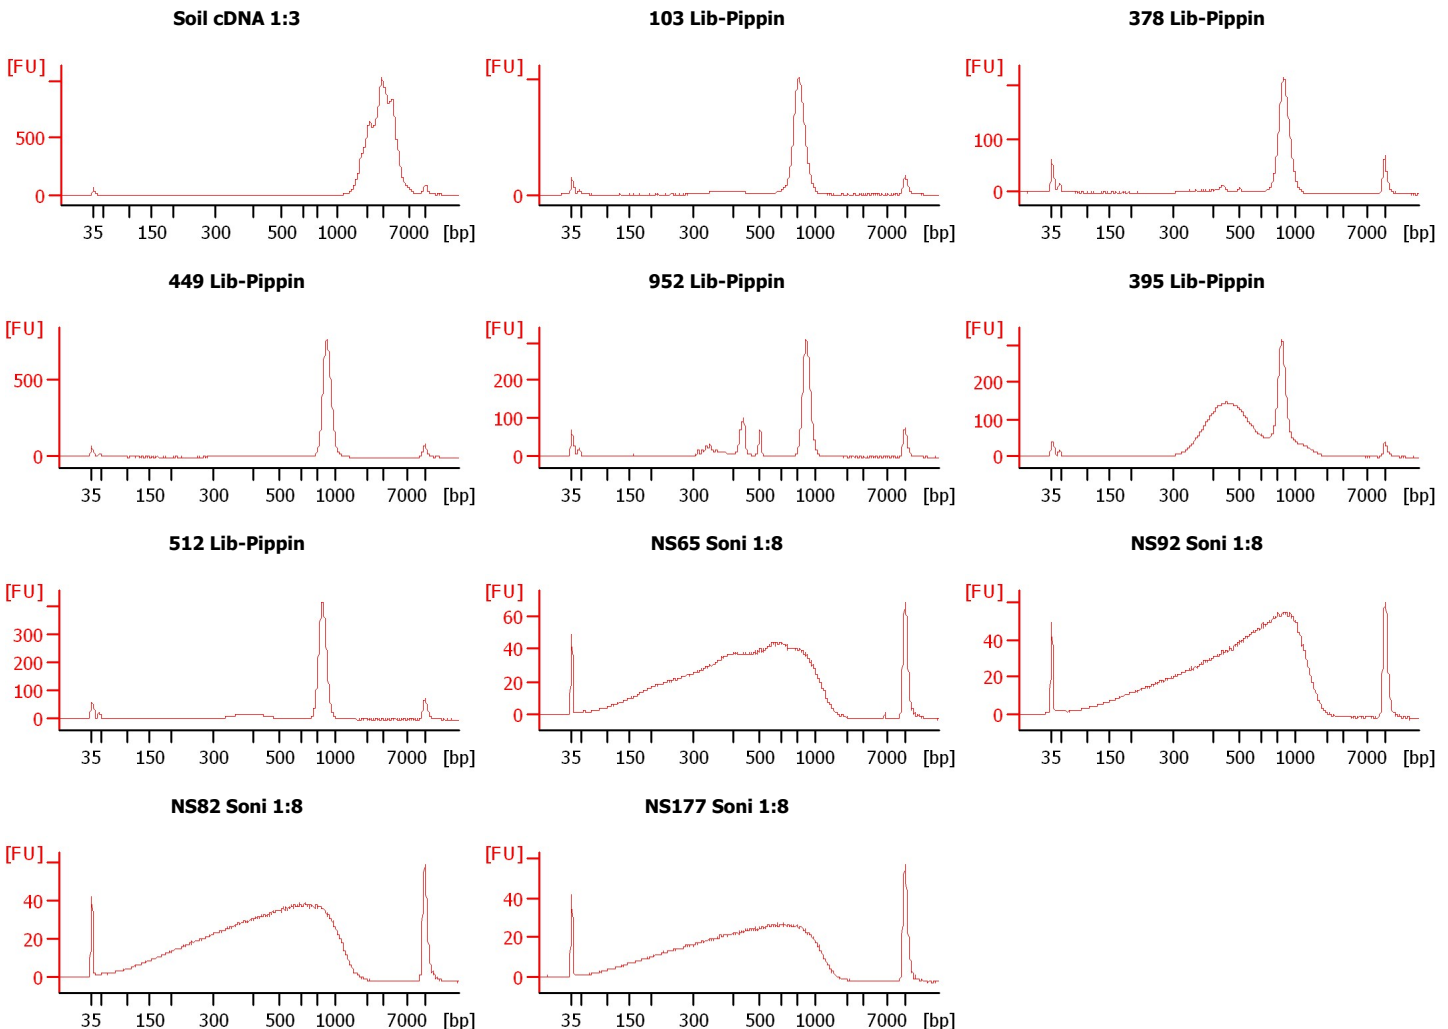 Soil cDNA 1:3
[FU]
500
0
35 150 300 500 1000 7000 [bp]
103 Lib-Pippin
[FU]
0
35 150 300 500 1000 7000 [bp]
378 Lib-Pippin
[FU]
100
0
35 150 300 500 1000 7000 [bp]
449 Lib-Pippin
[FU]
500
0
35 150 300 500 1000 7000 [bp]
952 Lib-Pippin
[FU]
200
100
0
35 150 300 500 1000 7000 [bp]
395 Lib-Pippin
[FU]
200
100
0
35 150 300 500 1000 7000 [bp]
512 Lib-Pippin
[FU]
300
200
100
0
35 150 300 500 1000 7000 [bp]
NS65 Soni 1:8
[FU]
60
40
20
0
35 150 300 500 1000 7000 [bp]
NS92 Soni 1:8
[FU]
40
20
0
35 150 300 500 1000 7000 [bp]
NS82 Soni 1:8
[FU]
40
20
0
35 150 300 500 1000 7000 [bp]
NS177 Soni 1:8
[FU]
40
20
0
35 150 300 500 1000 7000 [bp]